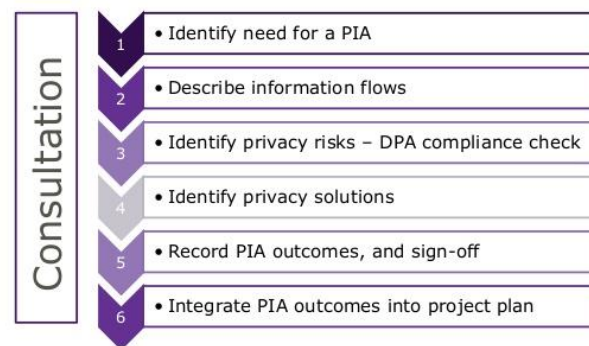 Consultation
1
• Identify need for a PIA
2
• Describe information flows
3
• Identify privacy risks – DPA compliance check
4
• Identify privacy solutions
5
• Record PIA outcomes, and sign-off
6
• Integrate PIA outcomes into project plan